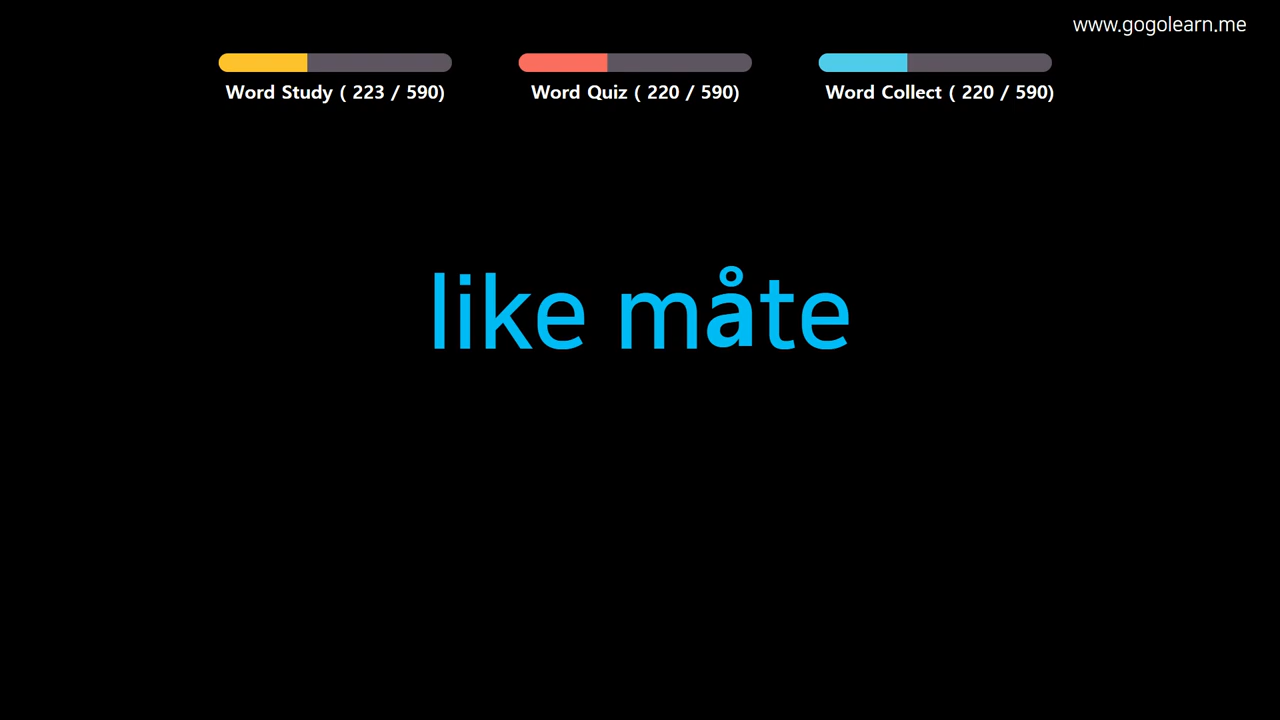 www.gogolearn.me
Word Study ( 223 / 590)
Word Quiz ( 220 / 590)
Word Collect ( 220 / 590)
like måte